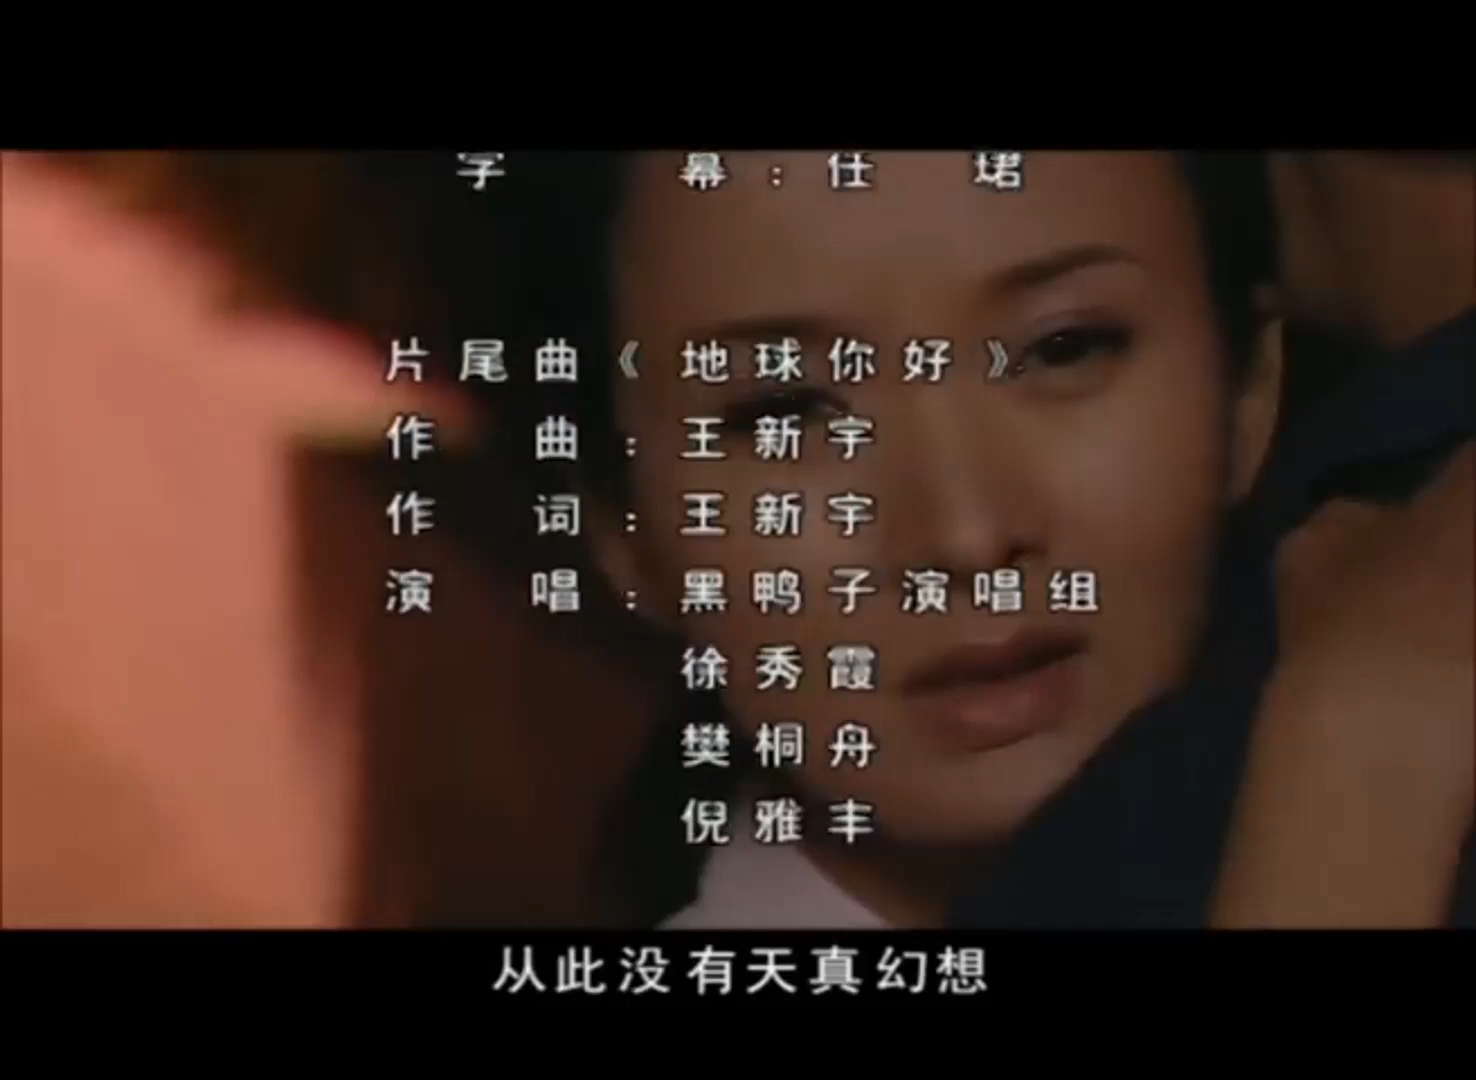 字幕：任珺
片尾曲《地球你好》
作曲：王新宇
作词：王新宇
演唱：黑鸭子演唱组
徐秀霞
樊桐舟
倪雅丰
从此没有天真幻想